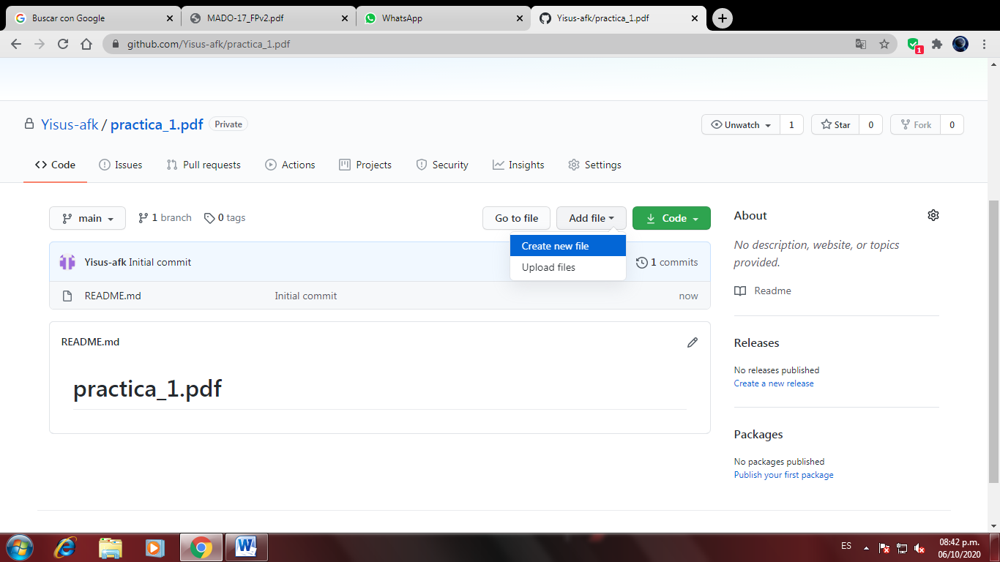 Buscar con Google
MADO-17_FPv2.pdf
WhatsApp
Yisus-afk/practica_1.pdf
github.com/Yisus-afk/practica_1.pdf
1
Yisus-afk / practica_1.pdf Private
Unwatch 1
Star 0
Fork 0
Code
Issues
Pull requests
Actions
Projects
Security
Insights
Settings
main
1 branch
0 tags
Go to file
Add file
Code
Create new file
Upload files
Yisus-afk Initial commit
1 commits
README.md Initial commit now
README.md
practica_1.pdf
About
No description, website, or topics
provided.
Readme
Releases
No releases published
Create a new release
Packages
No packages published
Publish your first package
ES
08:42 p.m.
06/10/2020